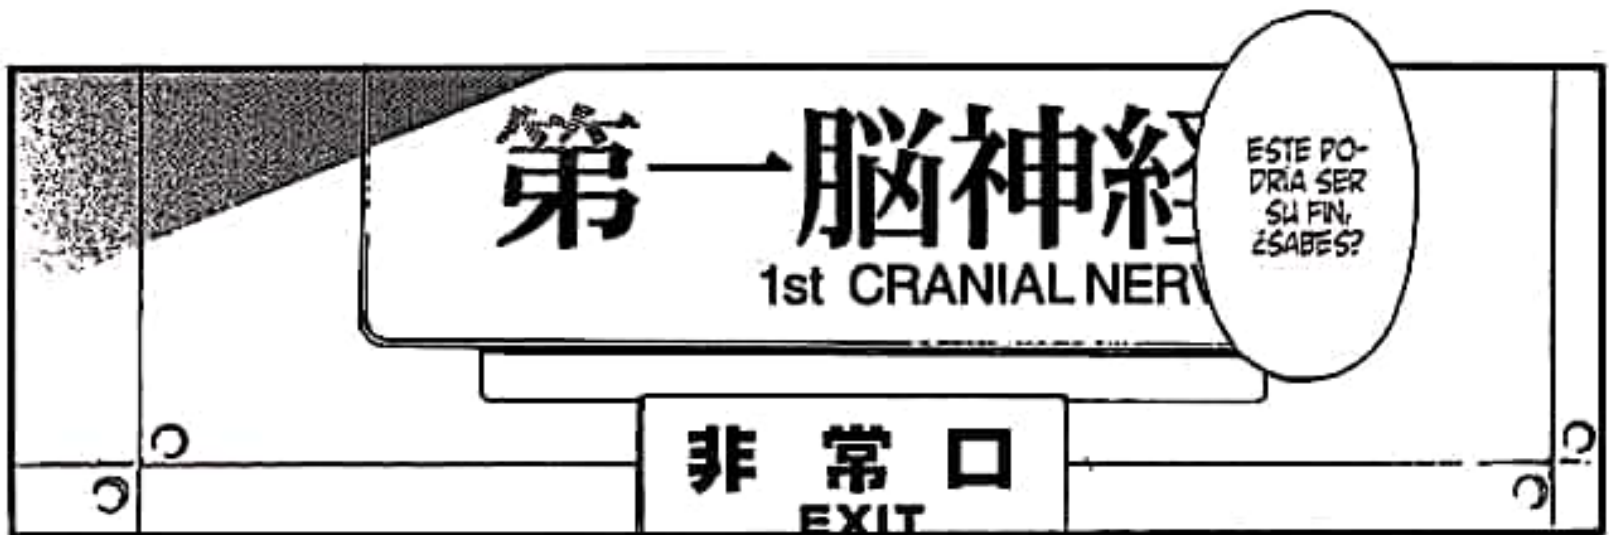 第一脳神経
1st CRANIAL NERV
ESTE PO-
DRÍA SER
SU FIN,
¿SABES?
非常口
EXIT